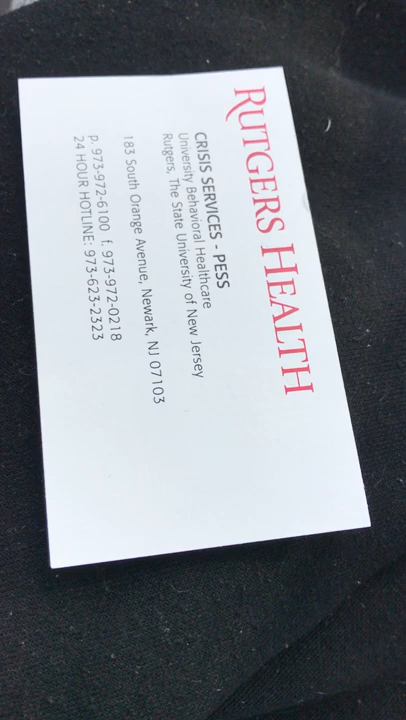 RUTGERS HEALTH
CRISIS SERVICES - PESS
University Behavioral Healthcare
Rutgers, The State University of New Jersey
183 South Orange Avenue, Newark, NJ 07103
p. 973-972-6100 f. 973-972-0218
24 HOUR HOTLINE: 973-623-2323